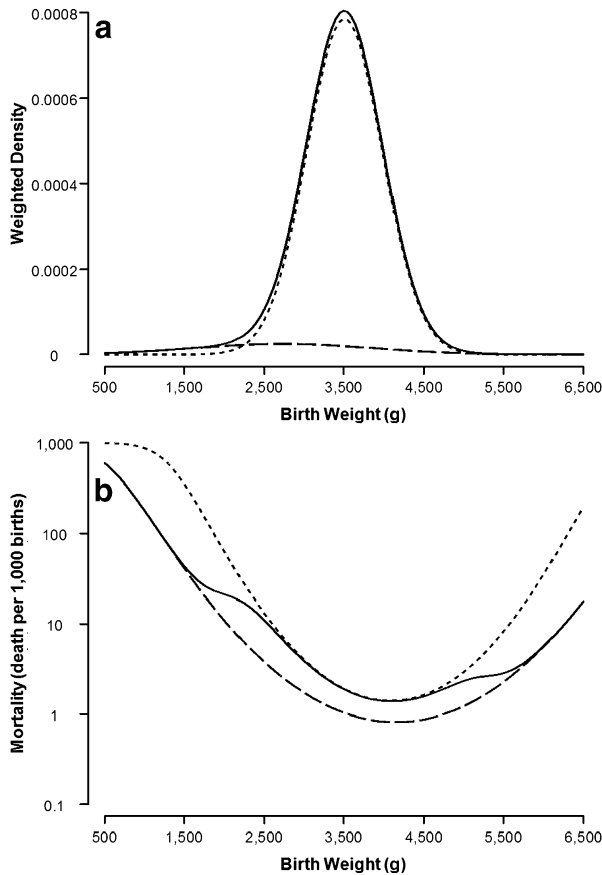 a
0.0008
0.0006
0.0004
0.0002
0
Weighted Density
500 1,500 2,500 3,500 4,500 5,500 6,500
Birth Weight (g)
b
1,000
100
10
1
0.1
Mortality (death per 1,000 births)
500 1,500 2,500 3,500 4,500 5,500 6,500
Birth Weight (g)